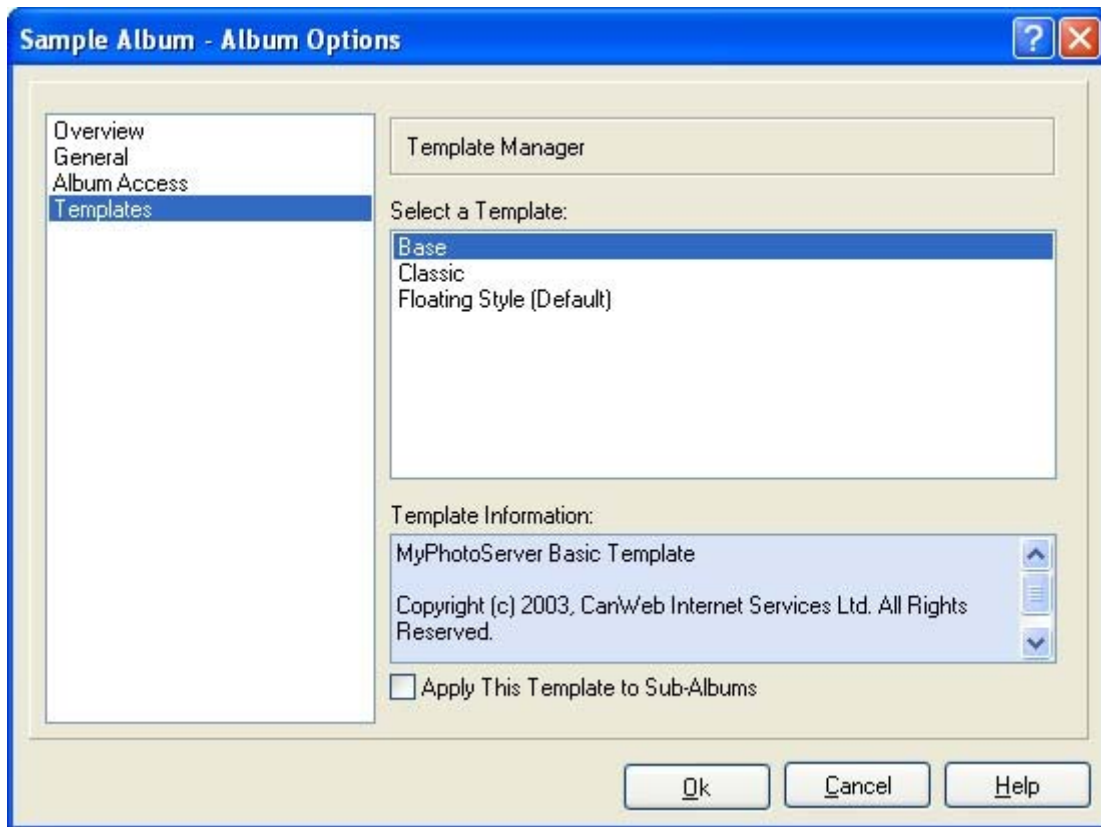 Sample Album - Album Options
Overview
General
Album Access
Templates
Template Manager
Select a Template:
Base
Classic
Floating Style (Default)
Template Information:
MyPhotoServer Basic Template
Copyright (c) 2003, CanWeb Internet Services Ltd. All Rights
Reserved.
Apply This Template to Sub-Albums
Ok
Cancel
Help